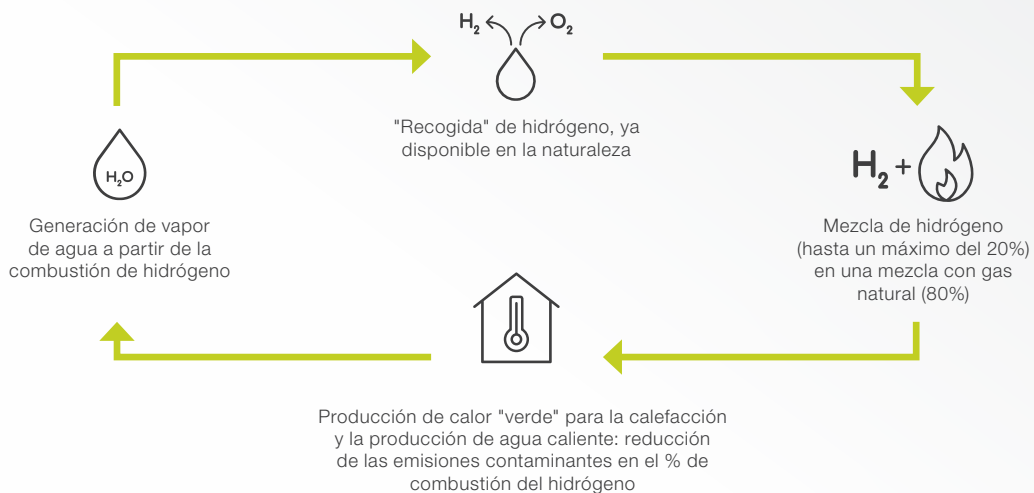 H₂ O₂
"Recogida" de hidrógeno, ya
disponible en la naturaleza
H₂ +
Mezcla de hidrógeno
(hasta un máximo del 20%)
en una mezcla con gas
natural (80%)
Producción de calor "verde" para la calefacción
y la producción de agua caliente: reducción
de las emisiones contaminantes en el % de
combustión del hidrógeno
H₂O
Generación de vapor
de agua a partir de la
combustión de hidrógeno